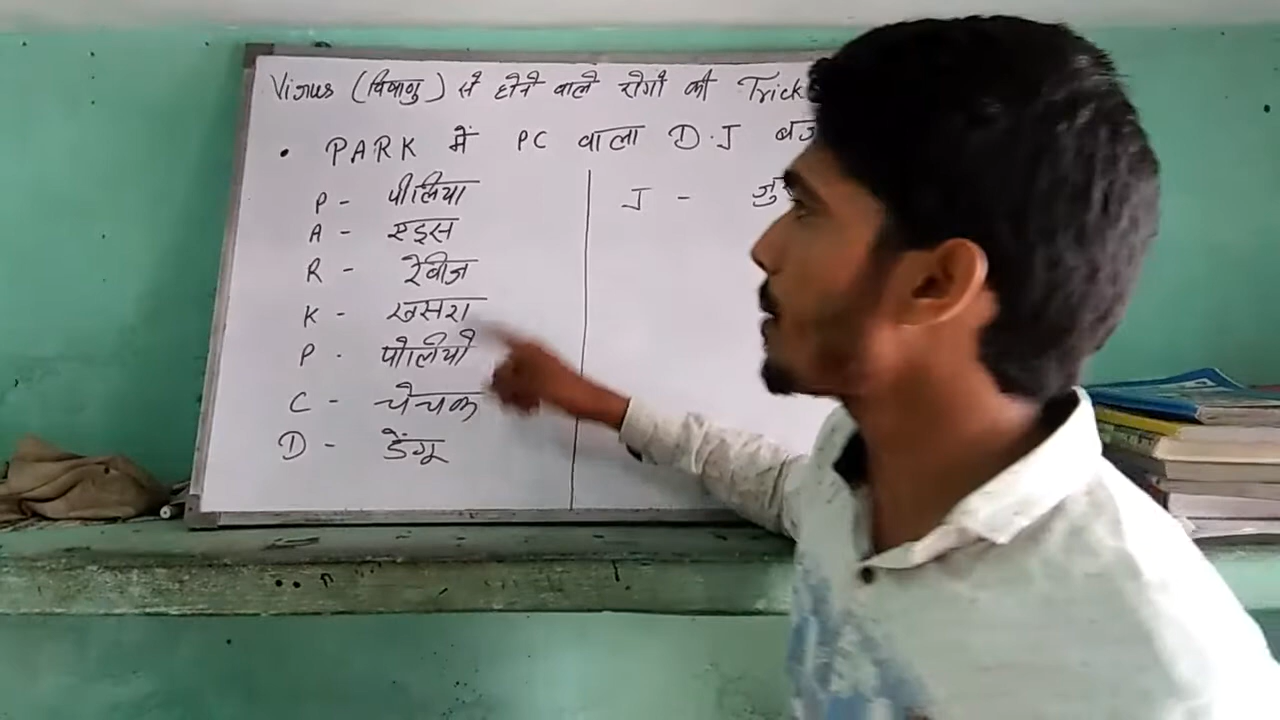 Virus (विषाणु) से होने वाले रोगों की Trick
• PARK में PC वाला D.J
P - पीलिया
A - एड्स
R - रेबीज
K - खसरा
P - पोलियो
C - चेचक
D - डेंगू
J -